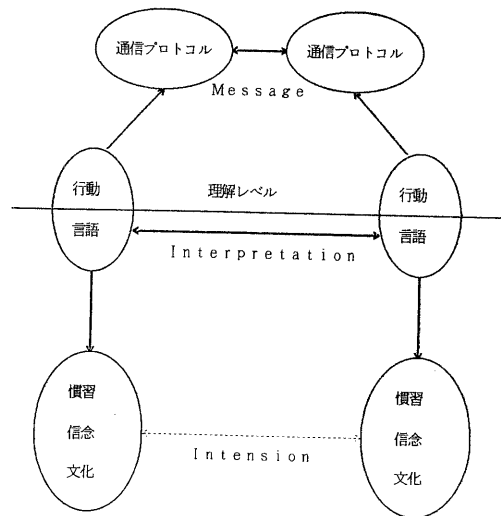 通信プロトコル
通信プロトコル
Message
行動
理解レベル
行動
言語
言語
Interpretation
慣習
慣習
信念
信念
Intension
文化
文化